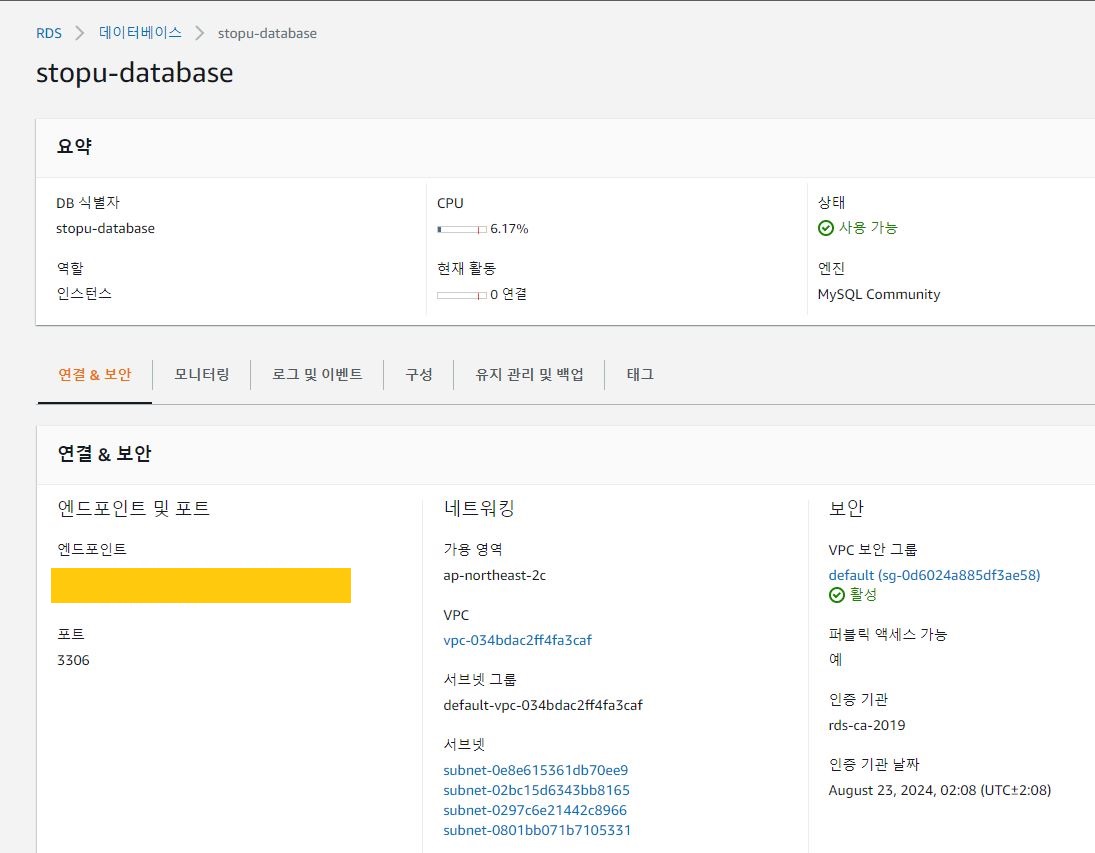 RDS > 데이터베이스 > stopu-database
stopu-database
요약
DB 식별자
stopu-database
역할
인스턴스
CPU
6.17%
현재 활동
0 연결
상태
사용 가능
엔진
MySQL Community
연결 & 보안
모니터링
로그 및 이벤트
구성
유지 관리 및 백업
태그
연결 & 보안
엔드포인트 및 포트
엔드포인트
포트
3306
네트워킹
가용 영역
ap-northeast-2c
VPC
vpc-034bdac2ff4fa3caf
서브넷 그룹
default-vpc-034bdac2ff4fa3caf
서브넷
subnet-0e8e615361db70ee9
subnet-02bc15d6343bb8165
subnet-0297c6e21442c8966
subnet-0801bb071b7105331
보안
VPC 보안 그룹
default (sg-0d6024a885df3ae58)
활성
퍼블릭 액세스 가능
예
인증 기관
rds-ca-2019
인증 기관 날짜
August 23, 2024, 02:08 (UTC±2:08)